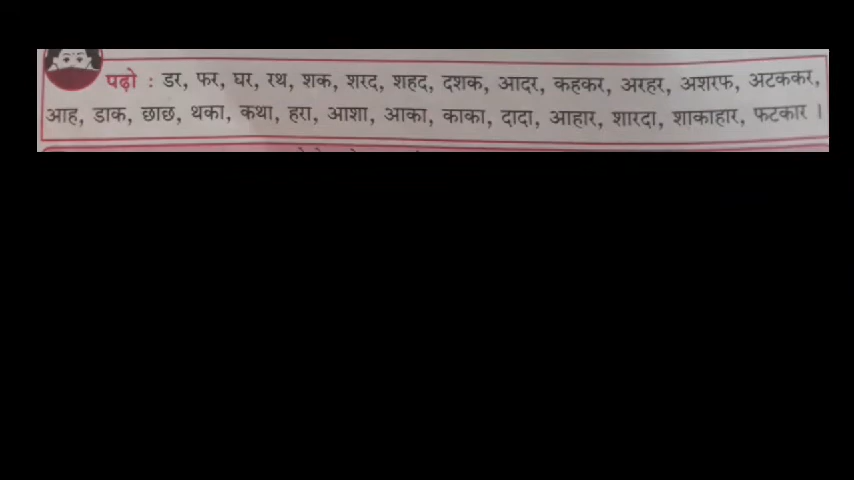 पढ़ो : डर, फर, घर, रथ, शक, शरद, शहद, दशक, आदर, कहकर, अरहर, अशरफ, अटककर,
आह, डाक, छाछ, थका, कथा, हरा, आशा, आका, काका, दादा, आहार, शारदा, शाकाहार, फटकार ।